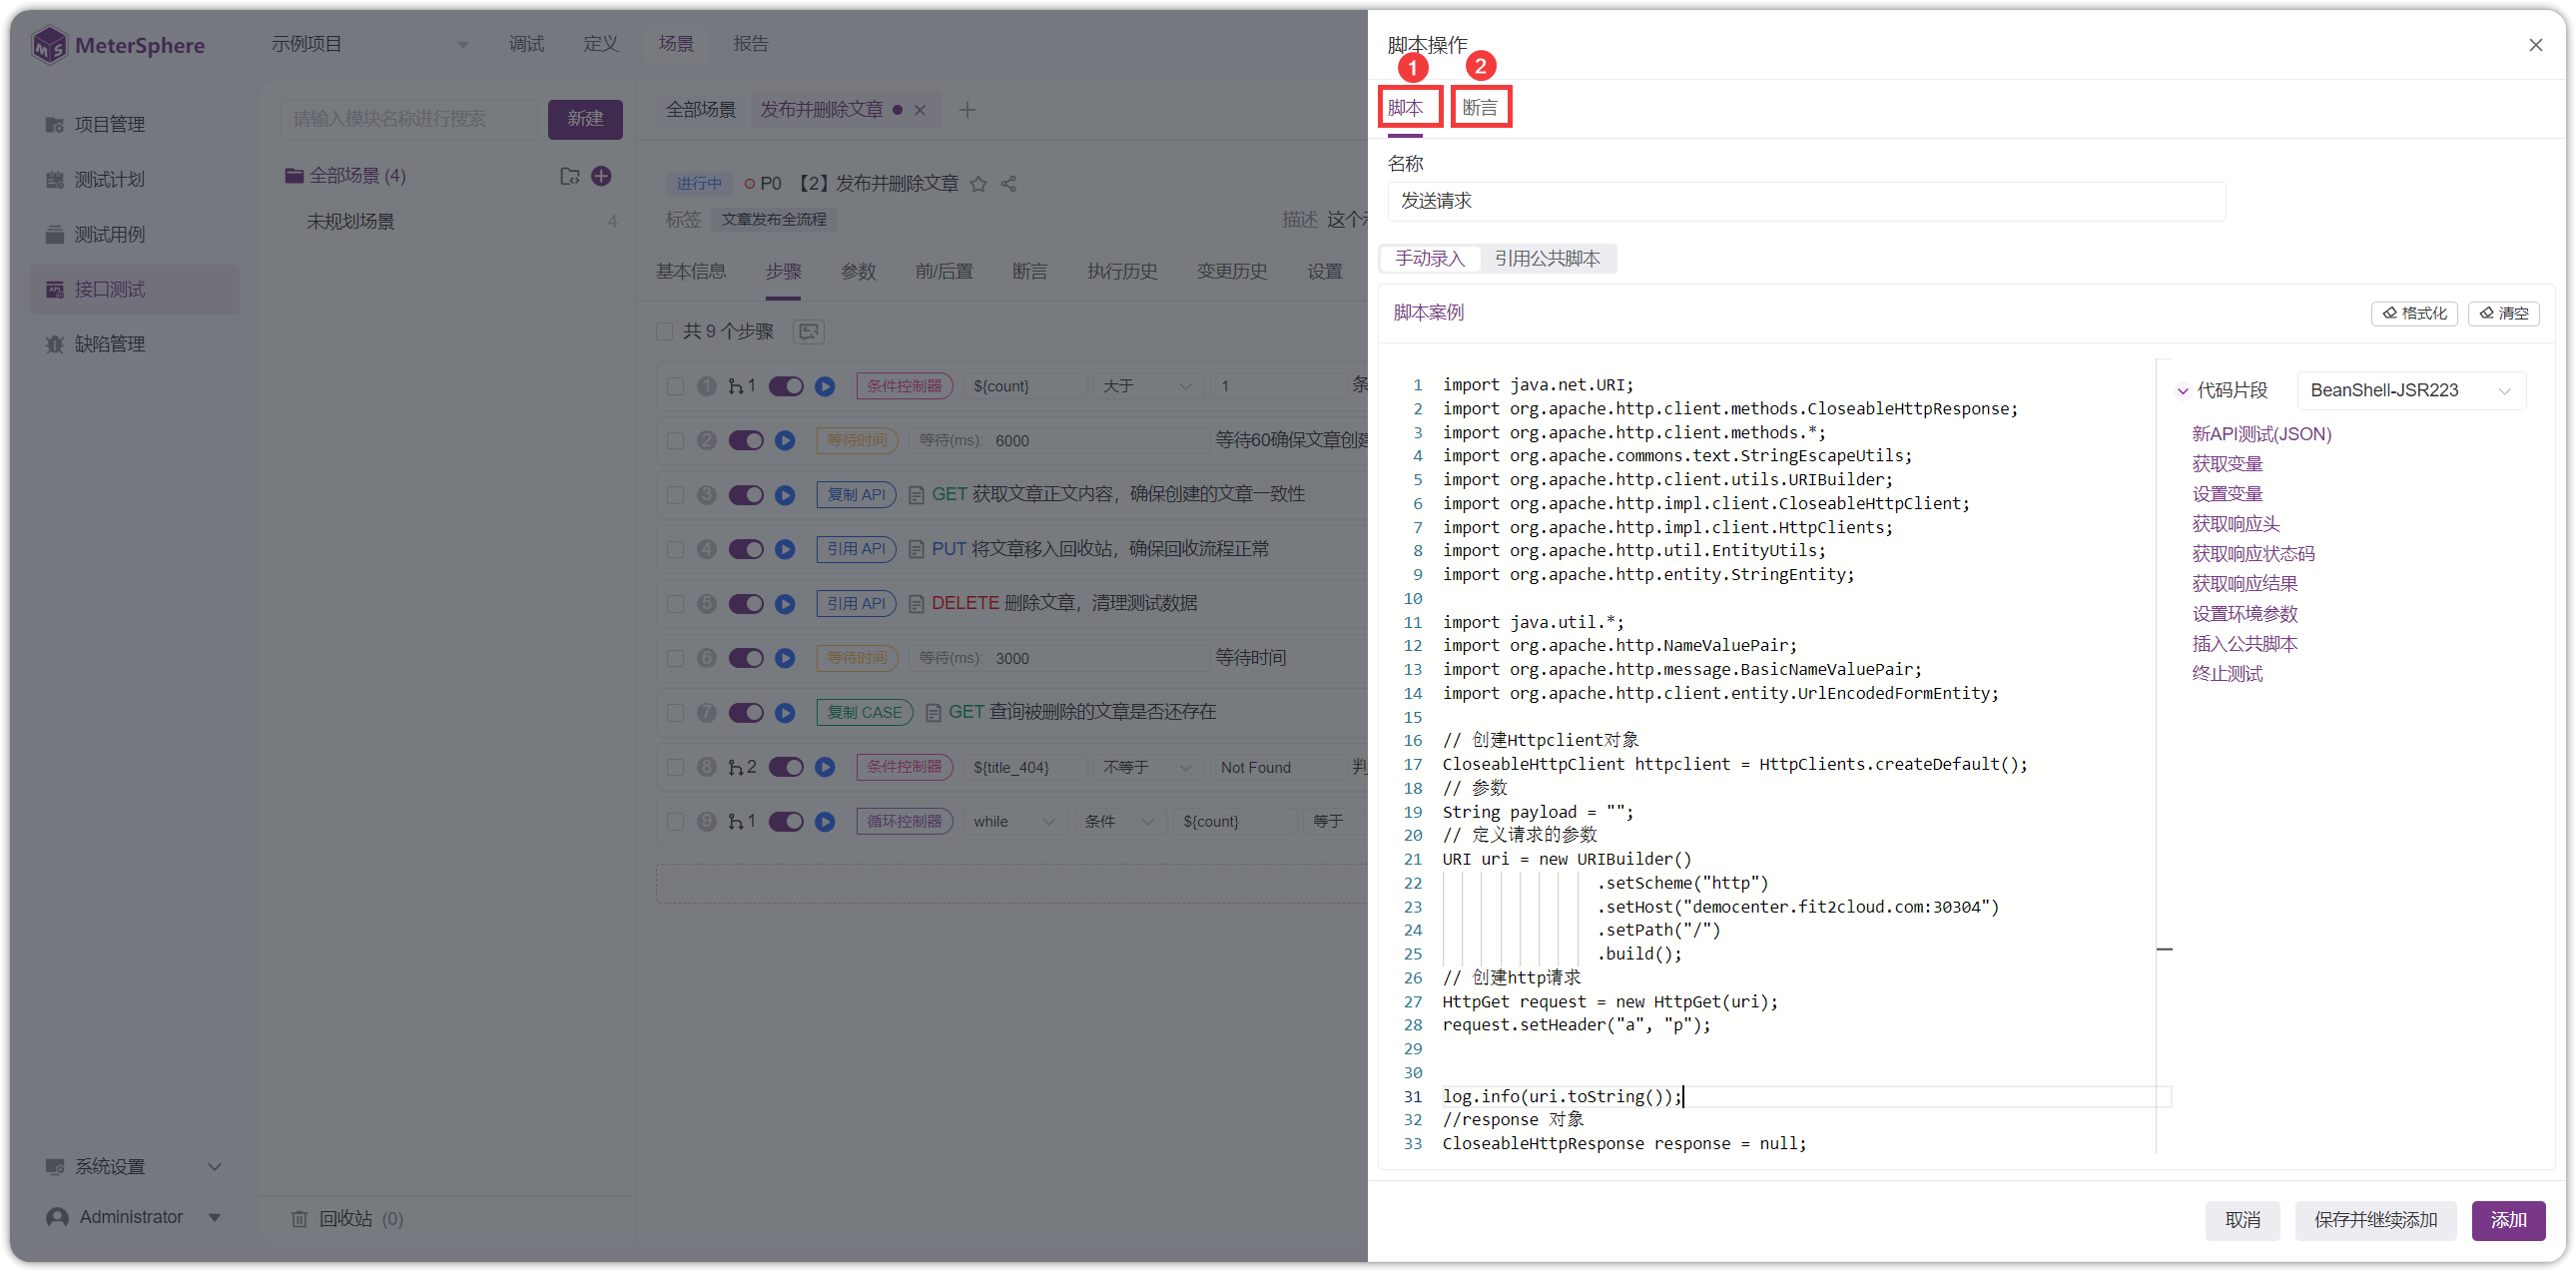 MeterSphere
示例项目
调试
定义
场景
报告
项目管理
测试计划
测试用例
接口测试
缺陷管理
系统设置
Administrator
请输入模块名称进行搜索
新建
全部场景 (4)
未规划场景
4
回收站 (0)
全部场景
发布并删除文章
进行中
P0 【2】发布并删除文章
标签
文章发布全流程
描述 这个
基本信息
步骤
参数
前/后置
断言
执行历史
变更历史
设置
共 9 个步骤
1 1 条件控制器 ${count} 大于 1 条
2 等待时间 等待(ms): 6000 等待60确保文章创建
3 复制 API GET 获取文章正文内容，确保创建的文章一致性
4 引用 API PUT 将文章移入回收站，确保回收流程正常
5 引用 API DELETE 删除文章，清理测试数据
6 等待时间 等待(ms): 3000 等待时间
7 复制 CASE GET 查询被删除的文章是否还存在
8 2 条件控制器 ${title_404} 不等于 Not Found 判
9 1 循环控制器 while 条件 ${count} 等于
脚本操作
1
2
脚本
断言
名称
发送请求
手动录入
引用公共脚本
脚本案例
格式化
清空
1 import java.net.URI;
2 import org.apache.http.client.methods.CloseableHttpResponse;
3 import org.apache.http.client.methods.*;
4 import org.apache.commons.text.StringEscapeUtils;
5 import org.apache.http.client.utils.URIBuilder;
6 import org.apache.http.impl.client.CloseableHttpClient;
7 import org.apache.http.impl.client.HttpClients;
8 import org.apache.http.util.EntityUtils;
9 import org.apache.http.entity.StringEntity;
10
11 import java.util.*;
12 import org.apache.http.NameValuePair;
13 import org.apache.http.message.BasicNameValuePair;
14 import org.apache.http.client.entity.UrlEncodedFormEntity;
15
16 // 创建Httpclient对象
17 CloseableHttpClient httpclient = HttpClients.createDefault();
18 // 参数
19 String payload = "";
20 // 定义请求的参数
21 URI uri = new URIBuilder()
22 .setScheme("http")
23 .setHost("democenter.fit2cloud.com:30304")
24 .setPath("/")
25 .build();
26 // 创建http请求
27 HttpGet request = new HttpGet(uri);
28 request.setHeader("a", "p");
29
30
31 log.info(uri.toString());
32 //response 对象
33 CloseableHttpResponse response = null;
代码片段
BeanShell-JSR223
新API测试(JSON)
获取变量
设置变量
获取响应头
获取响应状态码
获取响应结果
设置环境参数
插入公共脚本
终止测试
取消
保存并继续添加
添加